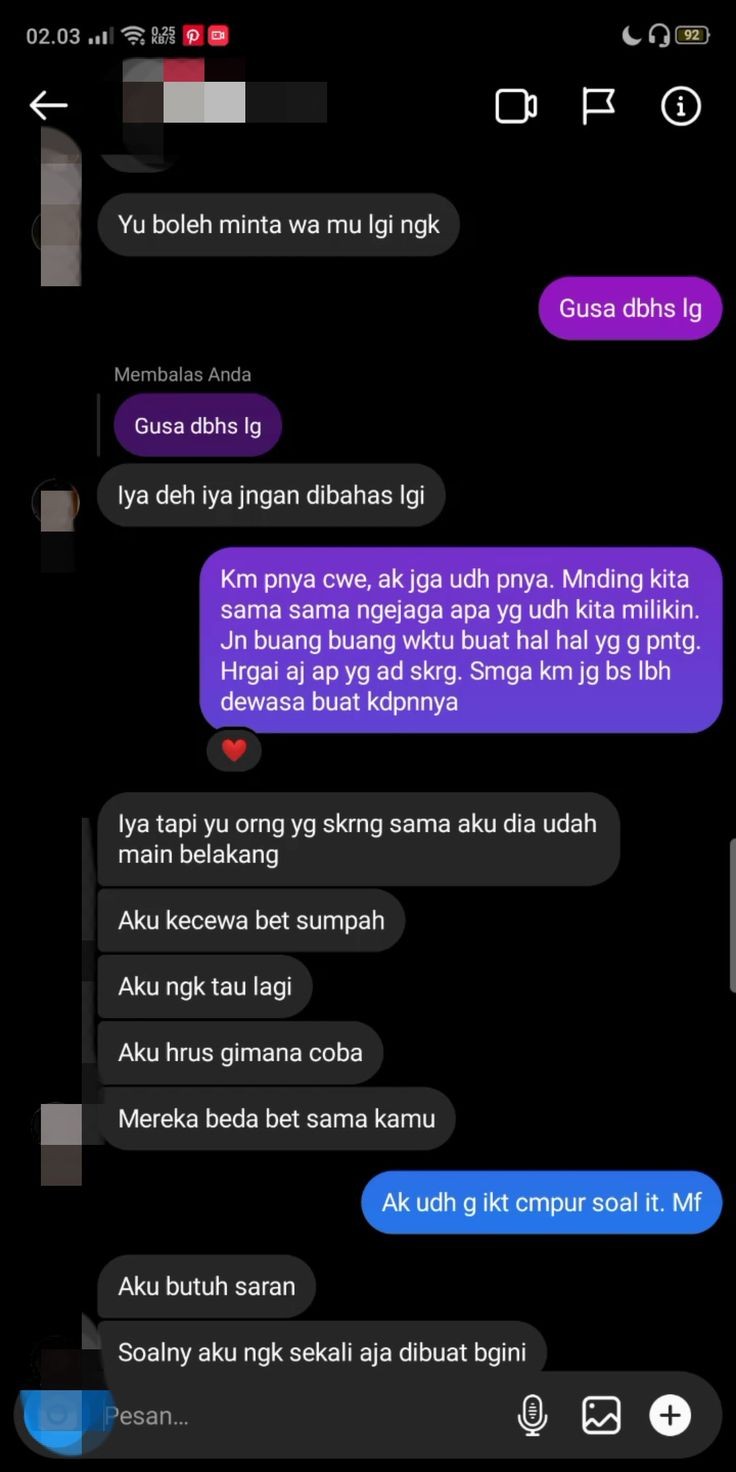 02.03
0.25
KB/S
92
Yu boleh minta wa mu lgi ngk
Gusa dbhs lg
Membalas Anda
Gusa dbhs lg
Iya deh iya jngan dibahas lgi
Km pnya cwe, ak jga udh pnya. Mnding kita
sama sama ngejaga apa yg udh kita milikin.
Jn buang buang wktu buat hal hal yg g pntg.
Hrgai aj ap yg ad skrg. Smga km jg bs lbh
dewasa buat kdpnnya
Iya tapi yu orng yg skrng sama aku dia udah
main belakang
Aku kecewa bet sumpah
Aku ngk tau lagi
Aku hrus gimana coba
Mereka beda bet sama kamu
Ak udh g ikt cmpur soal it. Mf
Aku butuh saran
Soalny aku ngk sekali aja dibuat bgini
Pesan...